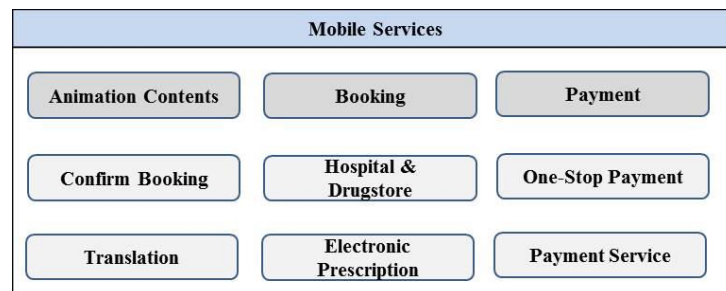 Mobile Services
Animation Contents
Booking
Payment
Confirm Booking
Hospital &
Drugstore
One-Stop Payment
Translation
Electronic
Prescription
Payment Service